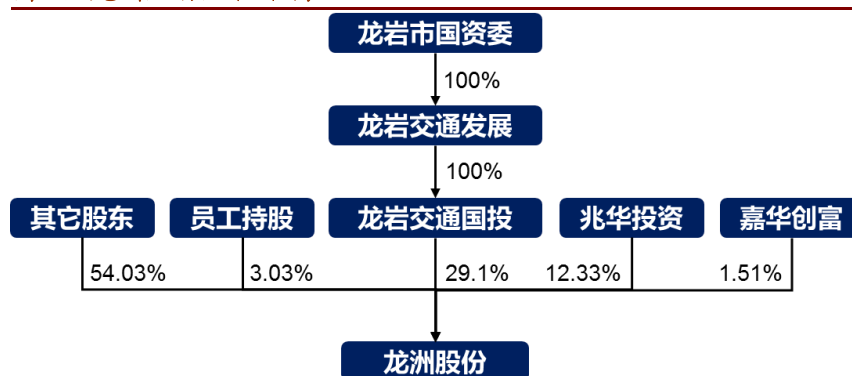 龙岩市国资委
100%
龙岩交通发展
100%
其它股东 员工持股 龙岩交通国投 兆华投资 嘉华创富
54.03% 3.03% 29.1% 12.33% 1.51%
龙洲股份